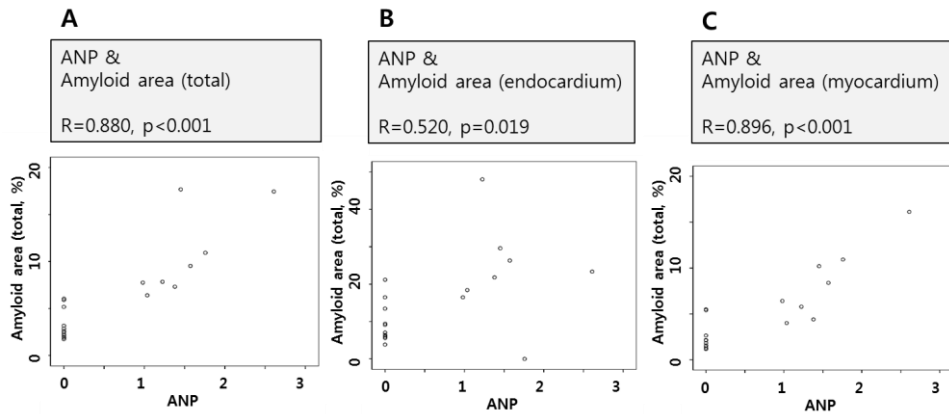 A
ANP &
Amyloid area (total)
R=0.880, p<0.001
Amyloid area (total, %)
20
10
0
0 1 2 3
ANP
B
ANP &
Amyloid area (endocardium)
R=0.520, p=0.019
Amyloid area (total, %)
40
20
0
0 1 2 3
ANP
C
ANP &
Amyloid area (myocardium)
R=0.896, p<0.001
Amyloid area (total, %)
20
10
0
0 1 2 3
ANP